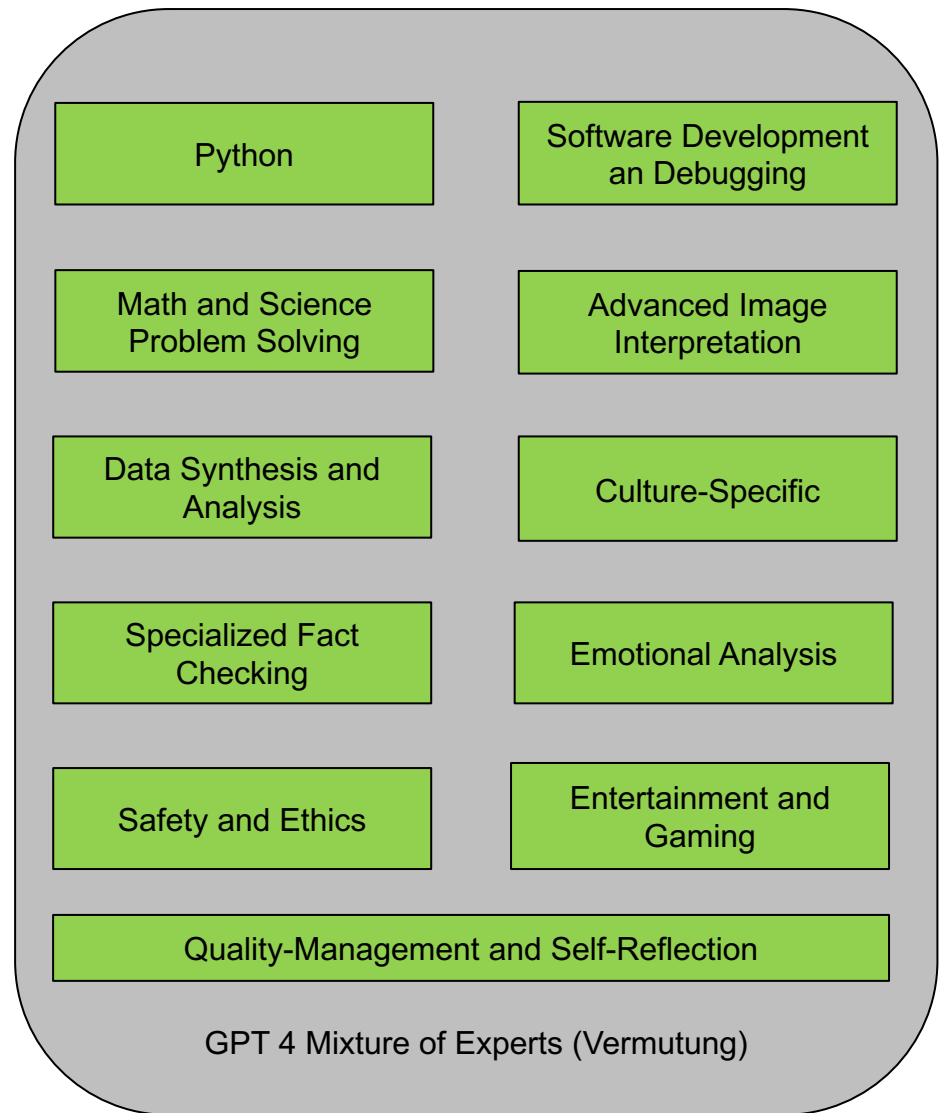 Python
Software Development
an Debugging
Math and Science
Problem Solving
Advanced Image
Interpretation
Data Synthesis and
Analysis
Culture-Specific
Specialized Fact
Checking
Emotional Analysis
Safety and Ethics
Entertainment and
Gaming
Quality-Management and Self-Reflection
GPT 4 Mixture of Experts (Vermutung)